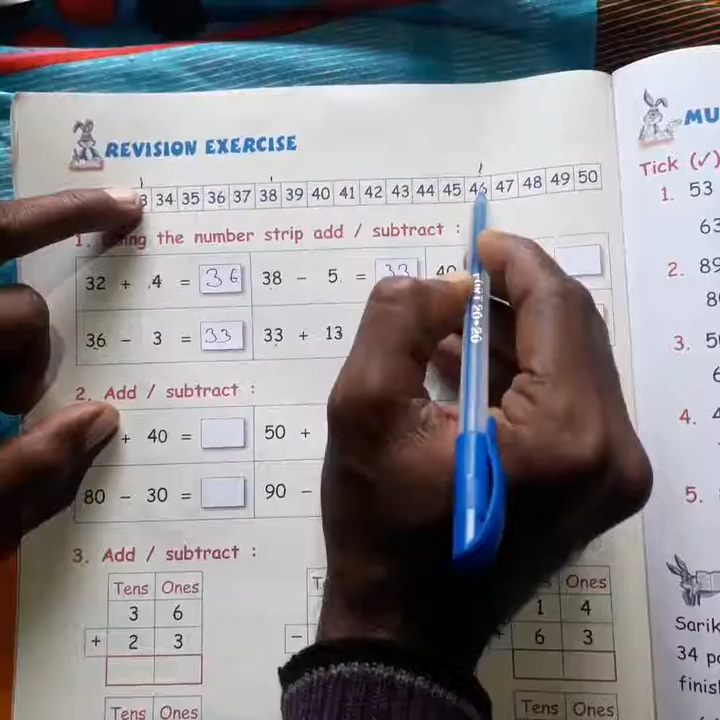 REVISION EXERCISE
3 34 35 36 37 38 39 40 41 42 43 44 45 46 47 48 49 50
1. Using the number strip add / subtract :
32 + 4 = 36 38 - 5 = 33 40
36 - 3 = 33 33 + 13
2. Add / subtract :
+ 40 = 50 +
80 - 30 = 90 -
3. Add / subtract :
Tens Ones
3 6
+ 2 3
-
Ones
1 4
+ 6 3
Tens Ones
Tens Ones
MU
Tick (✓)
1. 53
63
2. 89
8
3. 5
6
4.
5.
Sarik
34 p
finis